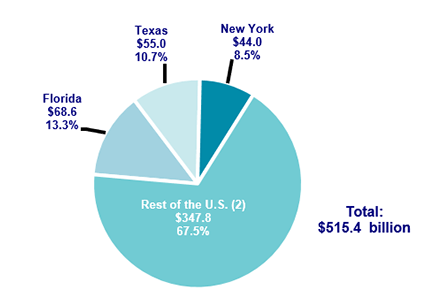 Texas
$55.0
10.7%
New York
$44.0
8.5%
Florida
$68.6
13.3%
Rest of the U.S. (2)
$347.8
67.5%
Total:
$515.4 billion